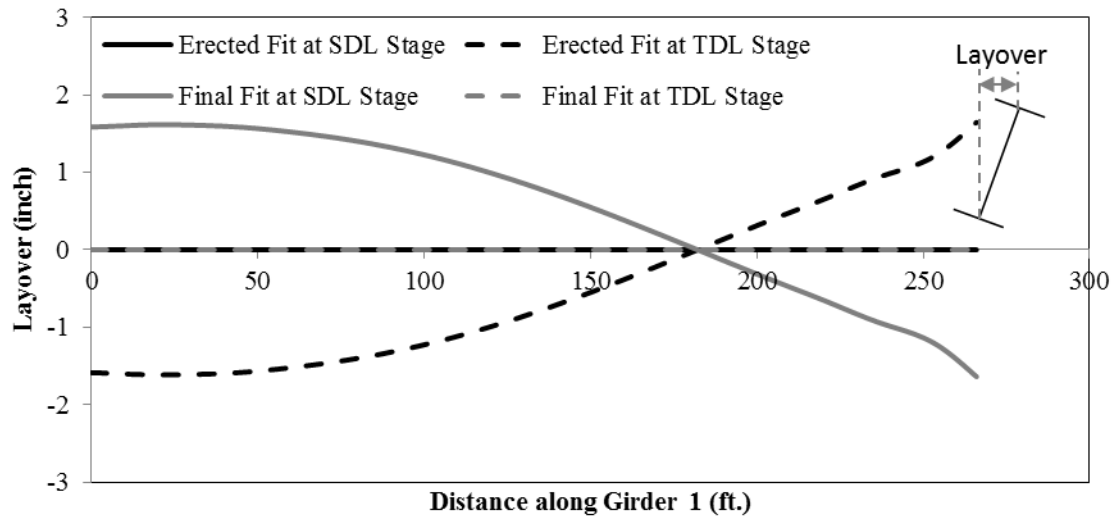 3
Erected Fit at SDL Stage Erected Fit at TDL Stage
Layover
Final Fit at SDL Stage Final Fit at TDL Stage
2
1
0
0 50 100 150 200 250 300
-1
-2
-3
Layover (inch)
Distance along Girder 1 (ft.)